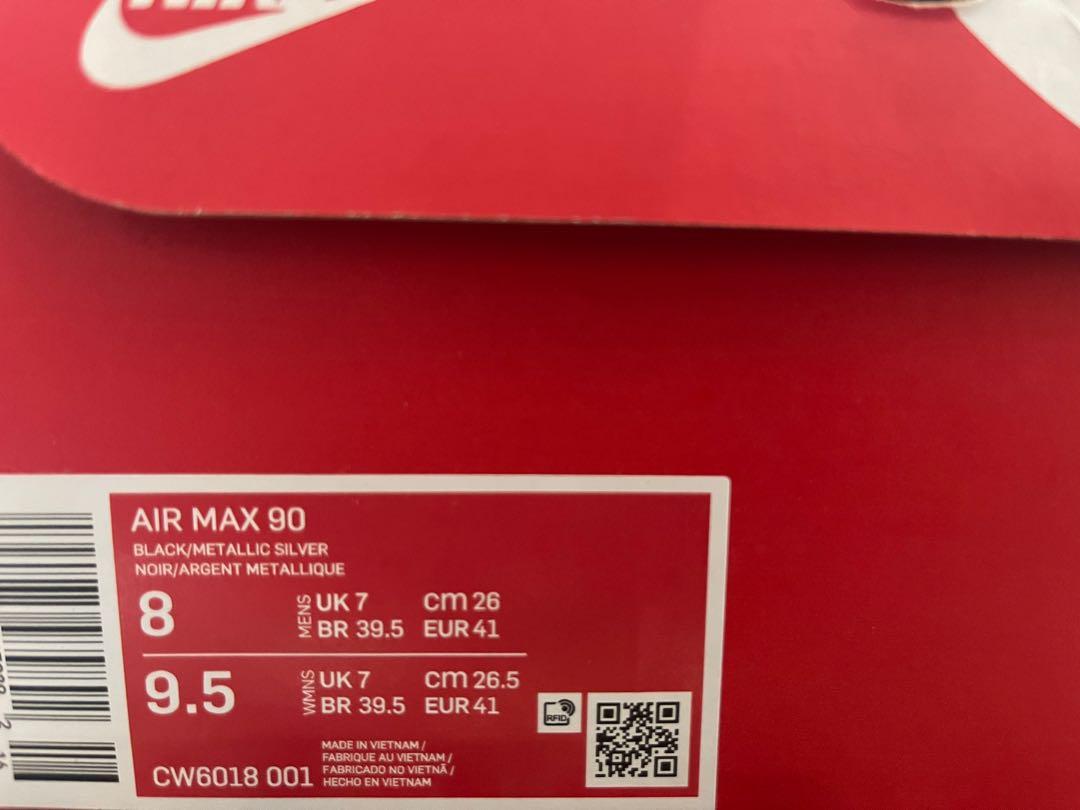 AIR MAX 90
BLACK/METALLIC SILVER
NOIR/ARGENT METALLIQUE
8 MENS UK 7 cm 26
BR 39.5 EUR 41
9.5 WMNS UK 7 cm 26.5
BR 39.5 EUR 41
RFID
MADE IN VIETNAM /
FABRIQUE AU VIETNAM /
FABRICADO NO VIETNÃ /
HECHO EN VIETNAM
CW6018 001